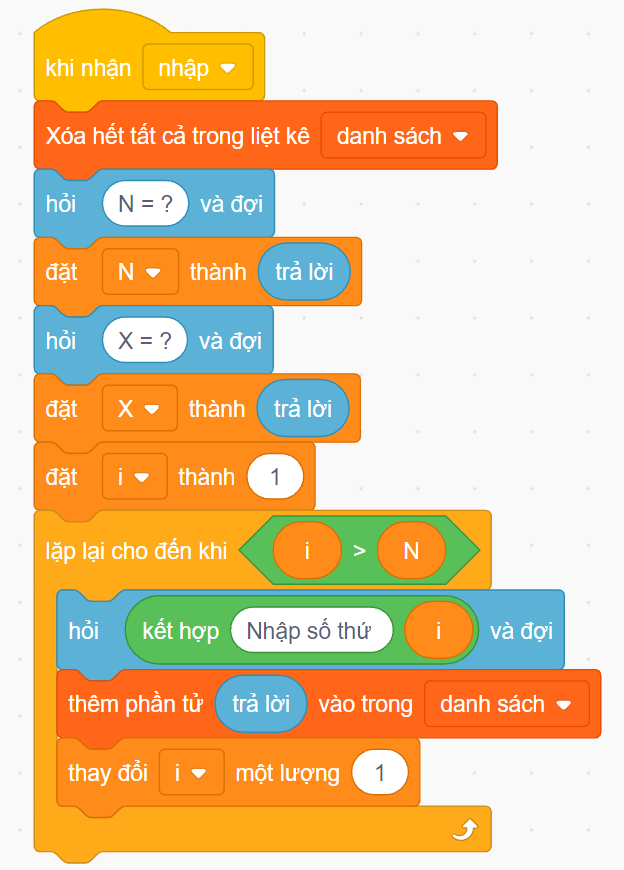 khi nhận nhập
Xóa hết tất cả trong liệt kê danh sách
hỏi N = ? và đợi
đặt N thành trả lời
hỏi X = ? và đợi
đặt X thành trả lời
đặt i thành 1
lặp lại cho đến khi i > N
hỏi kết hợp Nhập số thứ i và đợi
thêm phần tử trả lời vào trong danh sách
thay đổi i một lượng 1